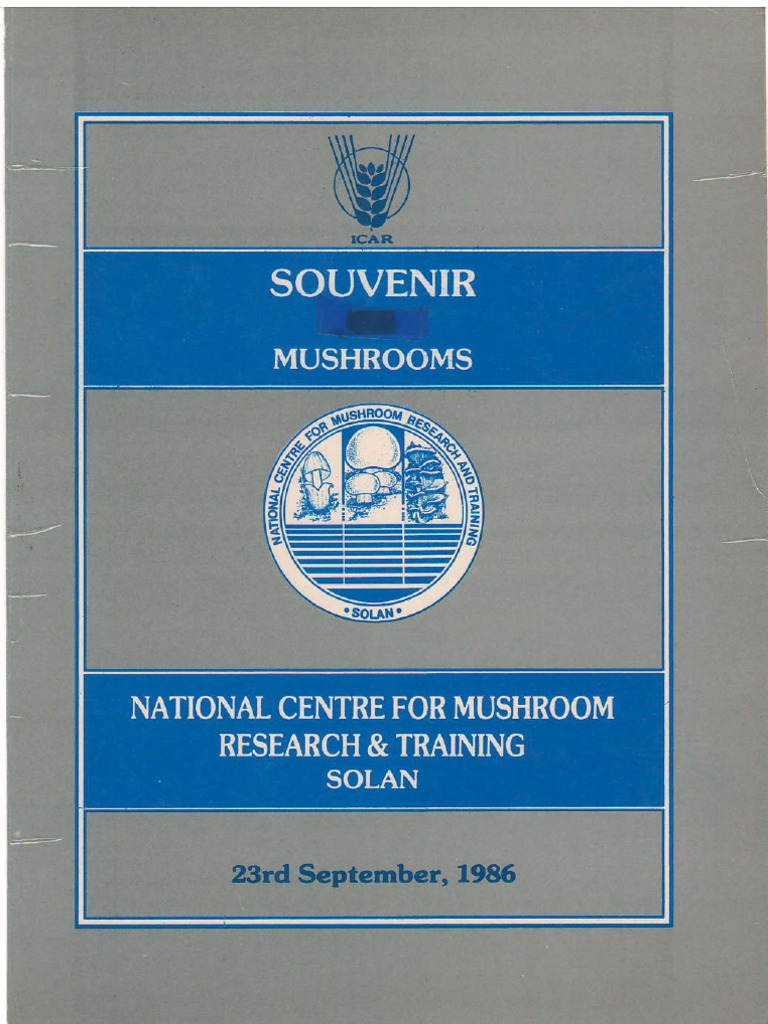 ICAR
SOUVENIR
MUSHROOMS
NATIONAL CENTRE FOR MUSHROOM RESEARCH AND TRAINING
• SOLAN •
NATIONAL CENTRE FOR MUSHROOM
RESEARCH & TRAINING
SOLAN
23rd September, 1986